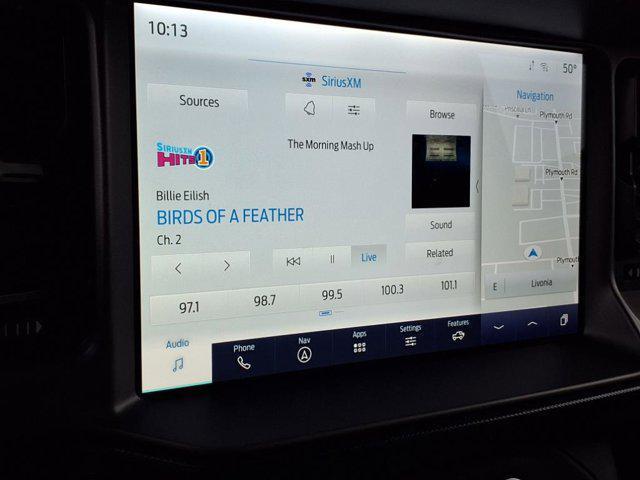 10:13
50°
sxm SiriusXM
Sources
Browse
Navigation
Plymouth Rd
Plymouth Rd
Plymouth
SiriusXM
HITS 1
The Morning Mash Up
Billie Eilish
BIRDS OF A FEATHER
Ch. 2
Sound
Related
Live
E Livonia
97.1 98.7 99.5 100.3 101.1
Audio Phone Nav Apps Settings Features